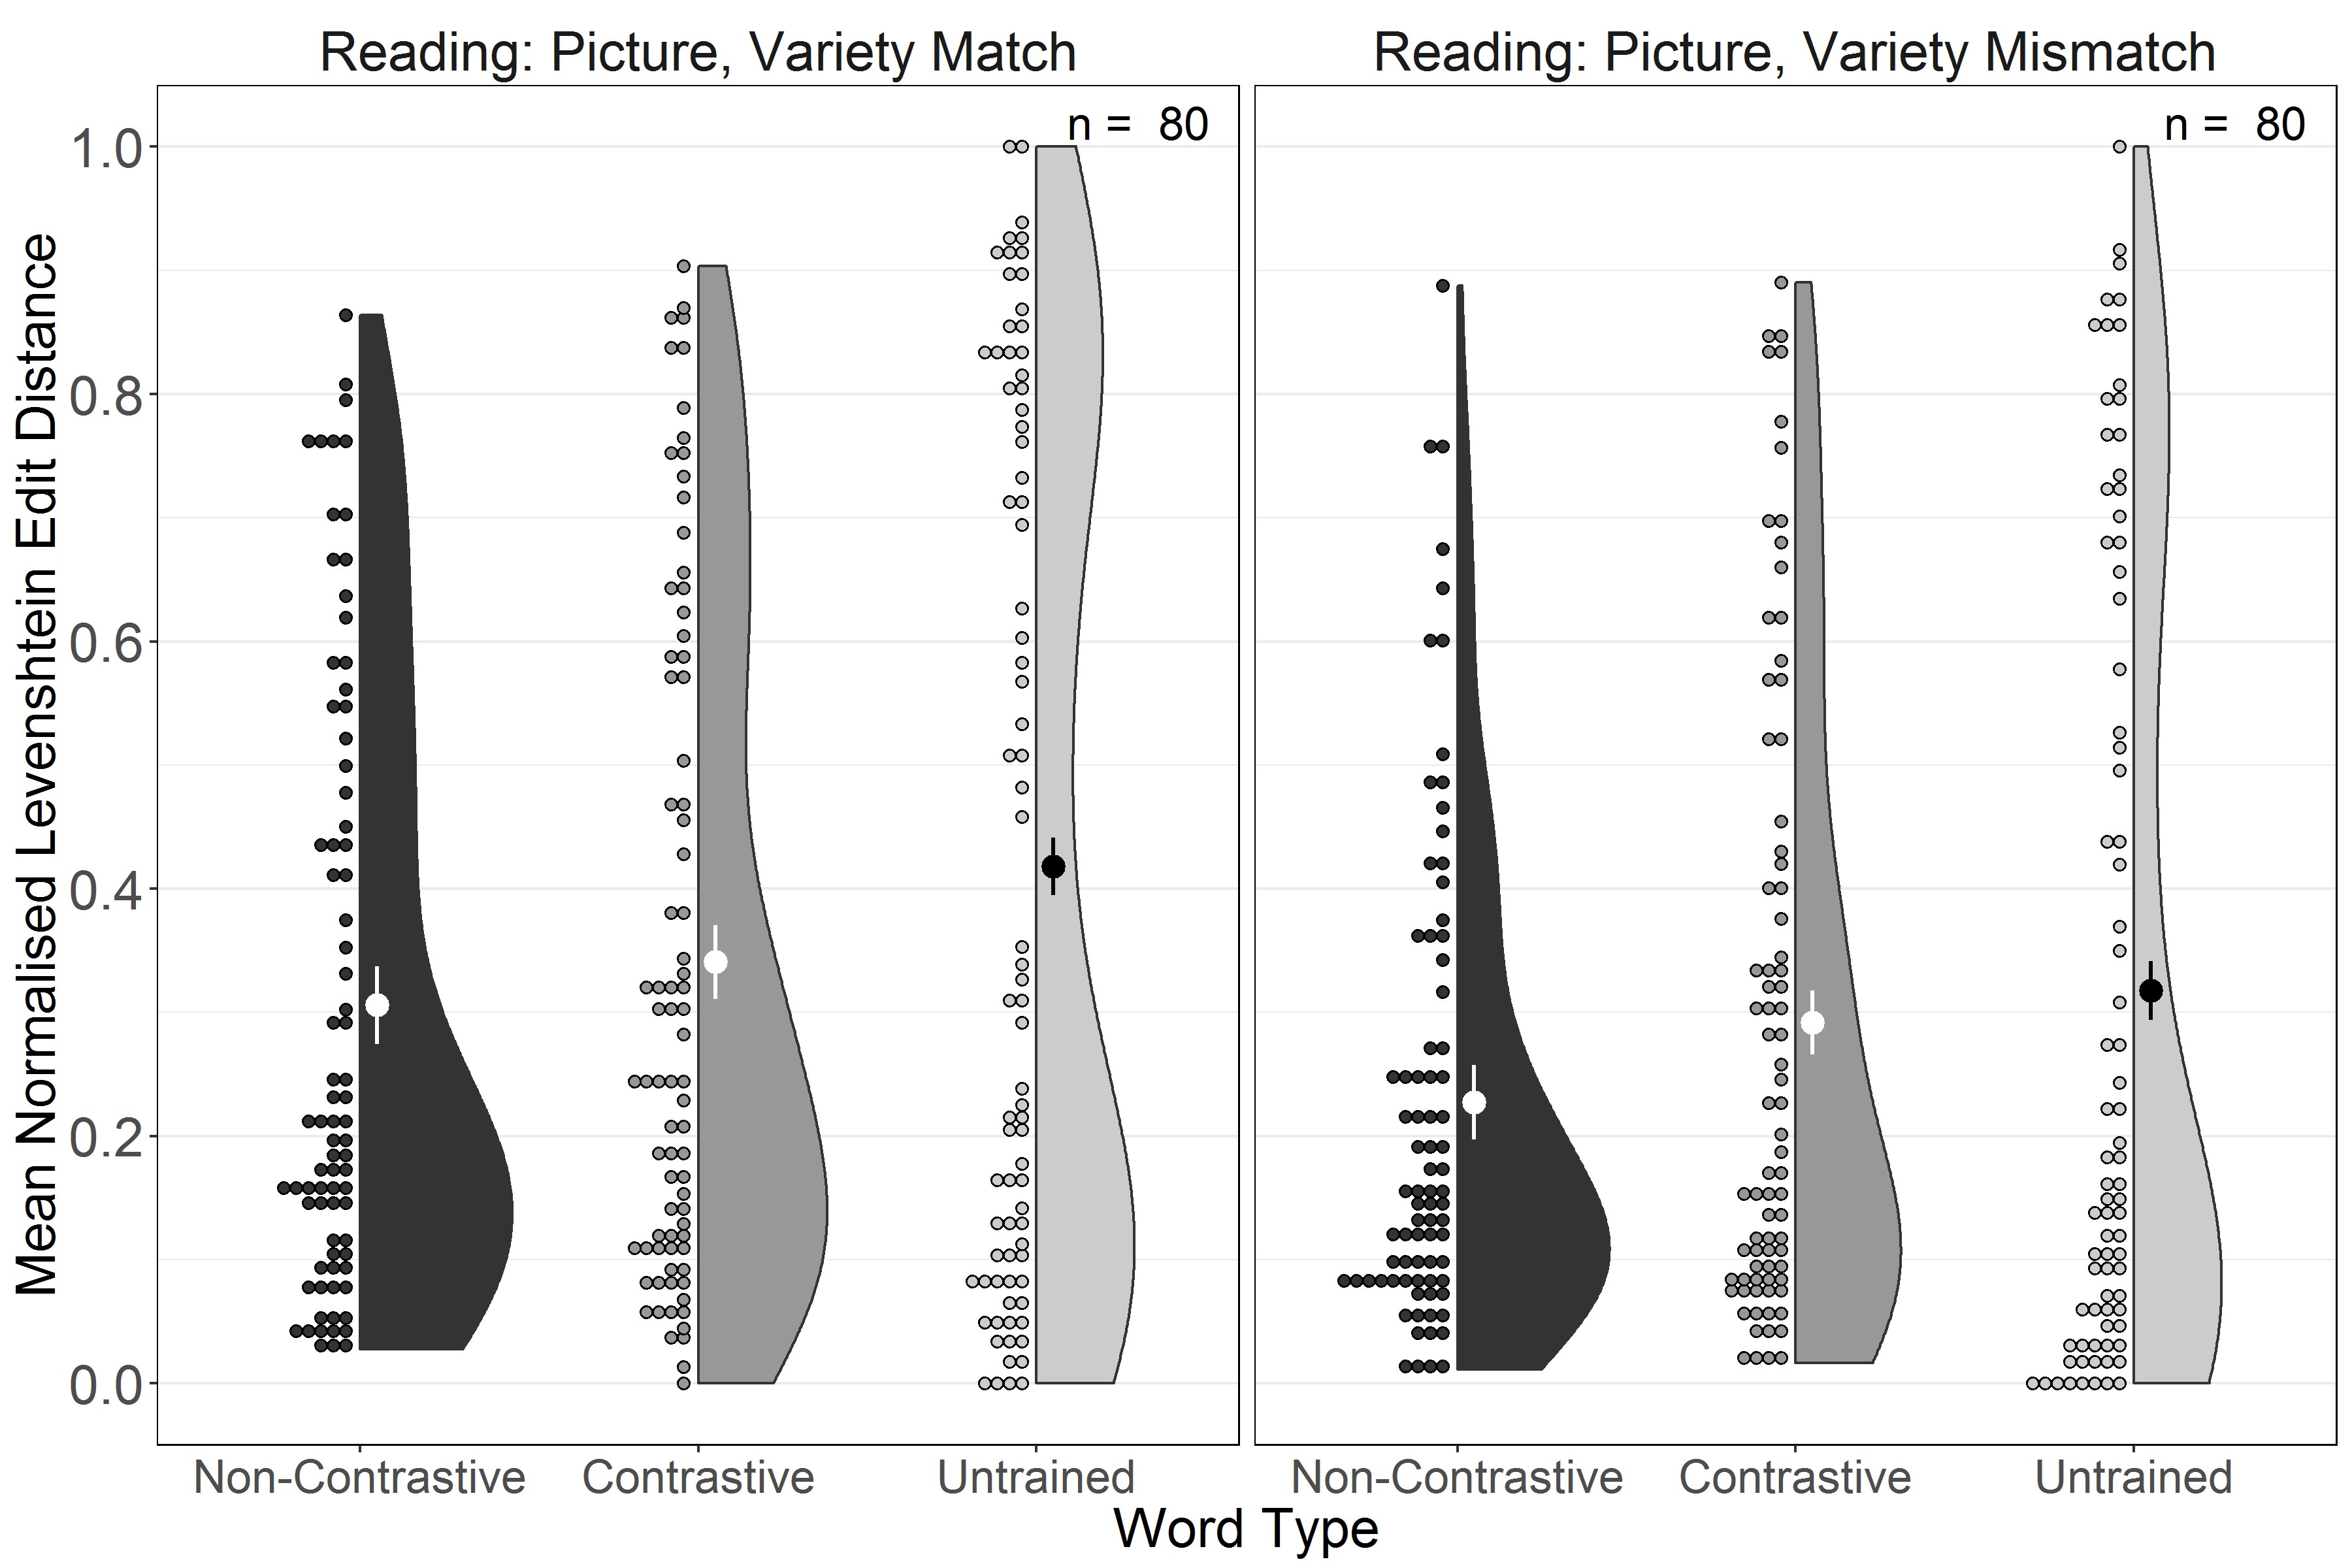 Reading: Picture, Variety Match
Reading: Picture, Variety Mismatch
n =  80
n =  80
Mean Normalised Levenshtein Edit Distance
1.0
0.8
0.6
0.4
0.2
0.0
Non-Contrastive
Contrastive
Untrained
Non-Contrastive
Contrastive
Untrained
Word Type